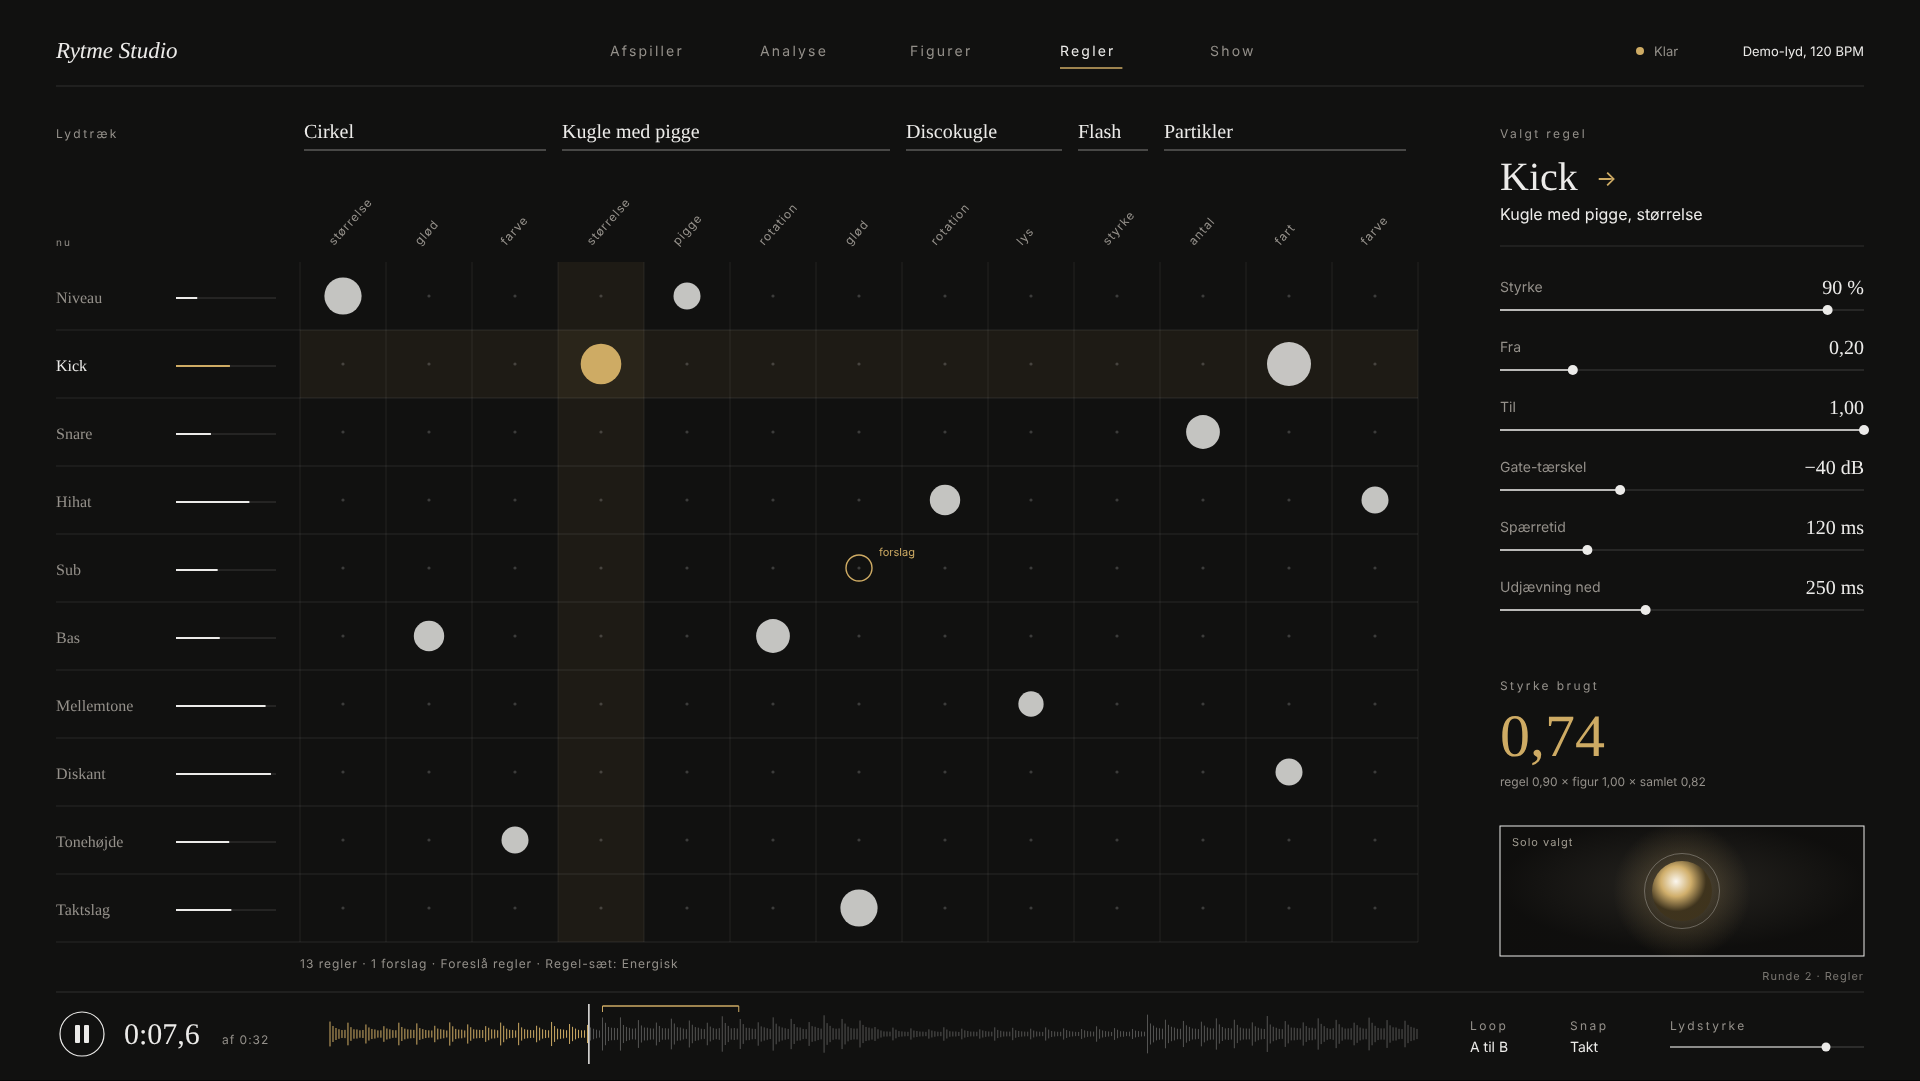 Rytme Studio
Afspiller
Analyse
Figurer
Regler
Show
Klar
Demo-lyd, 120 BPM
Lydtræk
Cirkel
Kugle med pigge
Discokugle
Flash
Partikler
nu
størrelse
glød
farve
størrelse
pigge
rotation
glød
rotation
lys
styrke
antal
fart
farve
Niveau
Kick
Snare
Hihat
Sub
forslag
Bas
Mellemtone
Diskant
Tonehøjde
Taktslag
13 regler · 1 forslag · Foreslå regler · Regel-sæt: Energisk
Valgt regel
Kick →
Kugle med pigge, størrelse
Styrke 90 %
Fra 0,20
Til 1,00
Gate-tærskel −40 dB
Spærretid 120 ms
Udjævning ned 250 ms
Styrke brugt
0,74
regel 0,90 × figur 1,00 × samlet 0,82
Solo valgt
Runde 2 · Regler
0:07,6
af 0:32
Loop
A til B
Snap
Takt
Lydstyrke